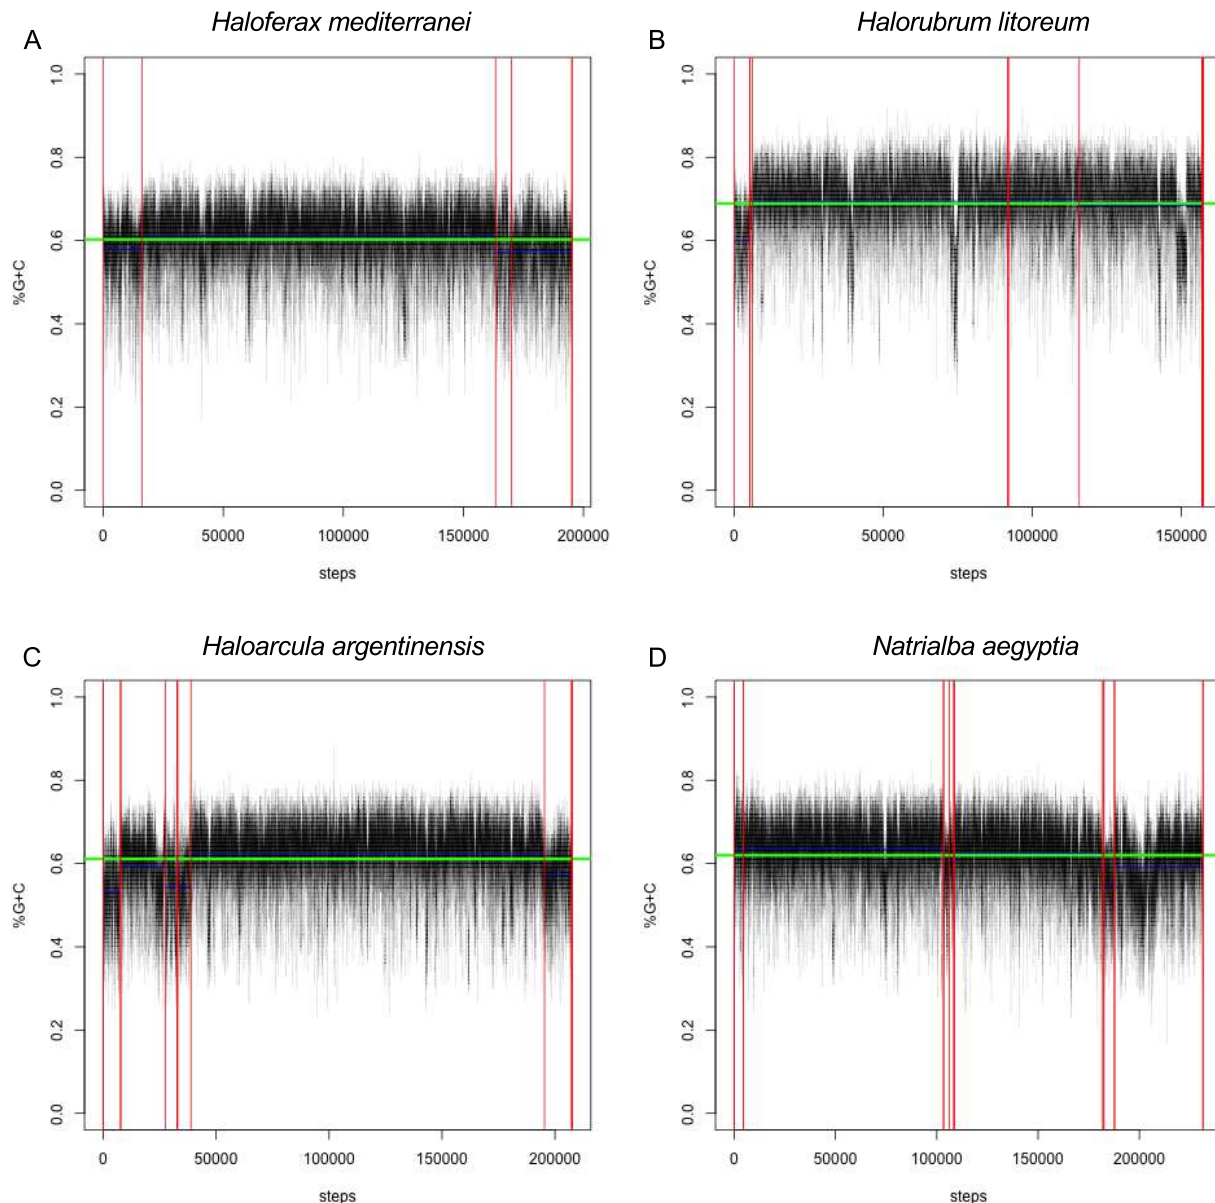 A
Haloferax mediterranei
%G+C
1.0
0.8
0.6
0.4
0.2
0.0
0 50000 100000 150000 200000
steps
B
Halorubrum litoreum
%G+C
1.0
0.8
0.6
0.4
0.2
0.0
0 50000 100000 150000
steps
C
Haloarcula argentinensis
%G+C
1.0
0.8
0.6
0.4
0.2
0.0
0 50000 100000 150000 200000
steps
D
Natrialba aegyptia
%G+C
1.0
0.8
0.6
0.4
0.2
0.0
0 50000 100000 150000 200000
steps